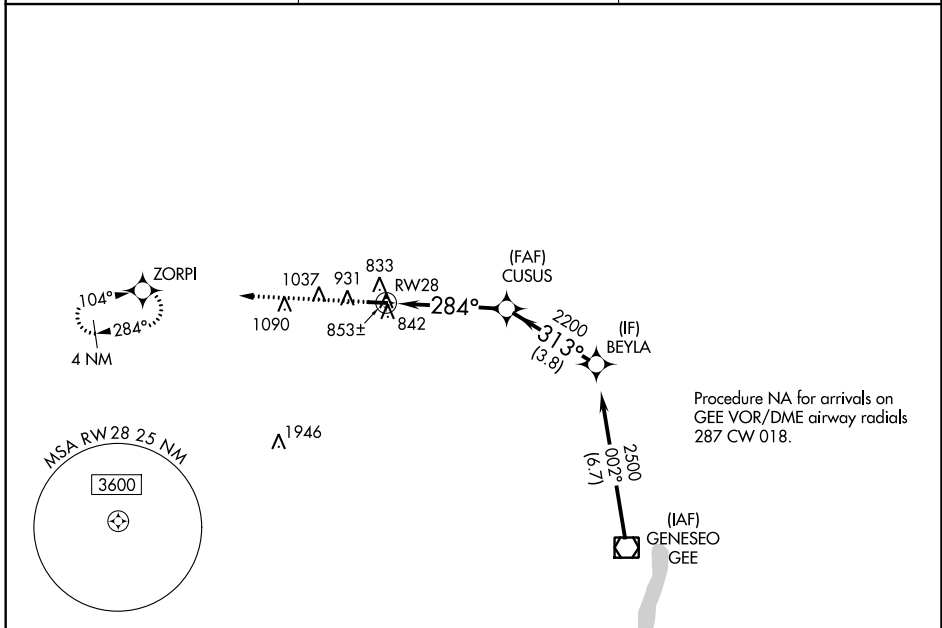 ZORPI
104°
284°
4 NM
1037
931
833
RW28
1090
853±
842
284°
(FAF)
CUSUS
2200
313°
(3.8)
(IF)
BEYLA
Procedure NA for arrivals on
GEE VOR/DME airway radials
287 CW 018.
1946
MSA RW 28 25 NM
3600
2500
002°
(6.7)
(IAF)
GENESEO
GEE